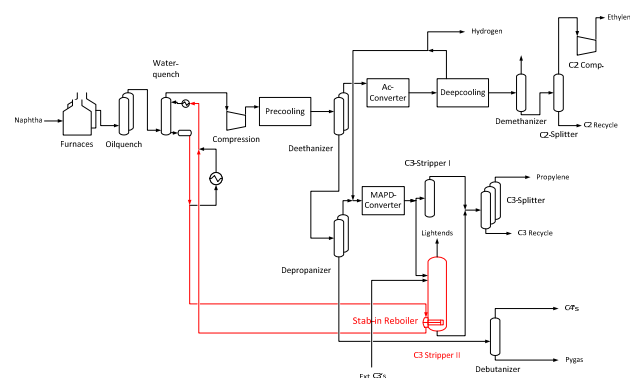 Hydrogen
Ethylen
C2 Comp.
Water-
quench
Naphtha
Furnaces
Oilquench
Compression
Precooling
Deethanizer
Ac-
Converter
Deepcooling
Demethanizer
C2-Splitter
C2 Recycle
C3-Stripper I
MAPD-
Converter
Propylene
C3-Splitter
C3 Recycle
Lightends
Depropanizer
Stab-in Reboiler
C3 Stripper II
C4's
Debutanizer
Pygas
Ext. C3's